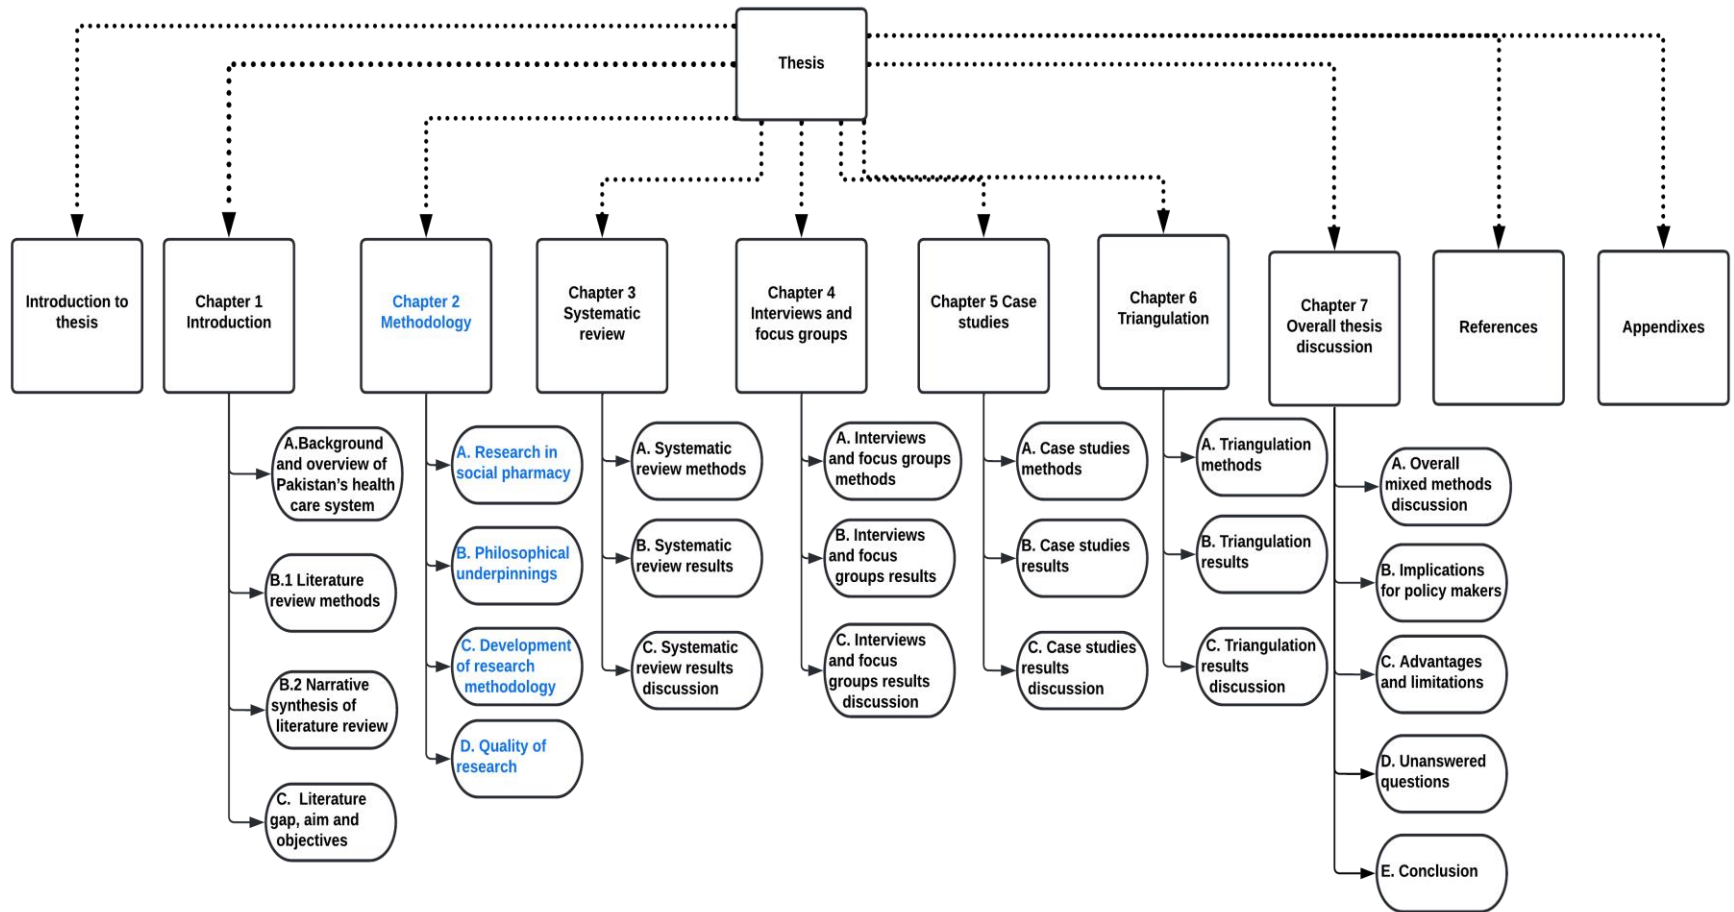 Thesis
Introduction to
thesis
Chapter 1
Introduction
Chapter 2
Methodology
Chapter 3
Systematic
review
Chapter 4
Interviews and
focus groups
Chapter 5 Case
studies
Chapter 6
Triangulation
Chapter 7
Overall thesis
discussion
References
Appendixes
A.Background
and overview of
Pakistan's health
care system
B.1 Literature
review methods
B.2 Narrative
synthesis of
literature review
C. Literature
gap, aim and
objectives
A. Research in
social pharmacy
B. Philosophical
underpinnings
C. Development
of research
methodology
D. Quality of
research
A. Systematic
review methods
B. Systematic
review results
C. Systematic
review results
discussion
A. Interviews
and focus groups
methods
B. Interviews
and focus
groups results
C. Interviews
and focus
groups results
discussion
A. Case studies
methods
B. Case studies
results
C. Case studies
results
discussion
A. Triangulation
methods
B. Triangulation
results
C. Triangulation
results
discussion
A. Overall
mixed methods
discussion
B. Implications
for policy makers
C. Advantages
and limitations
D. Unanswered
questions
E. Conclusion